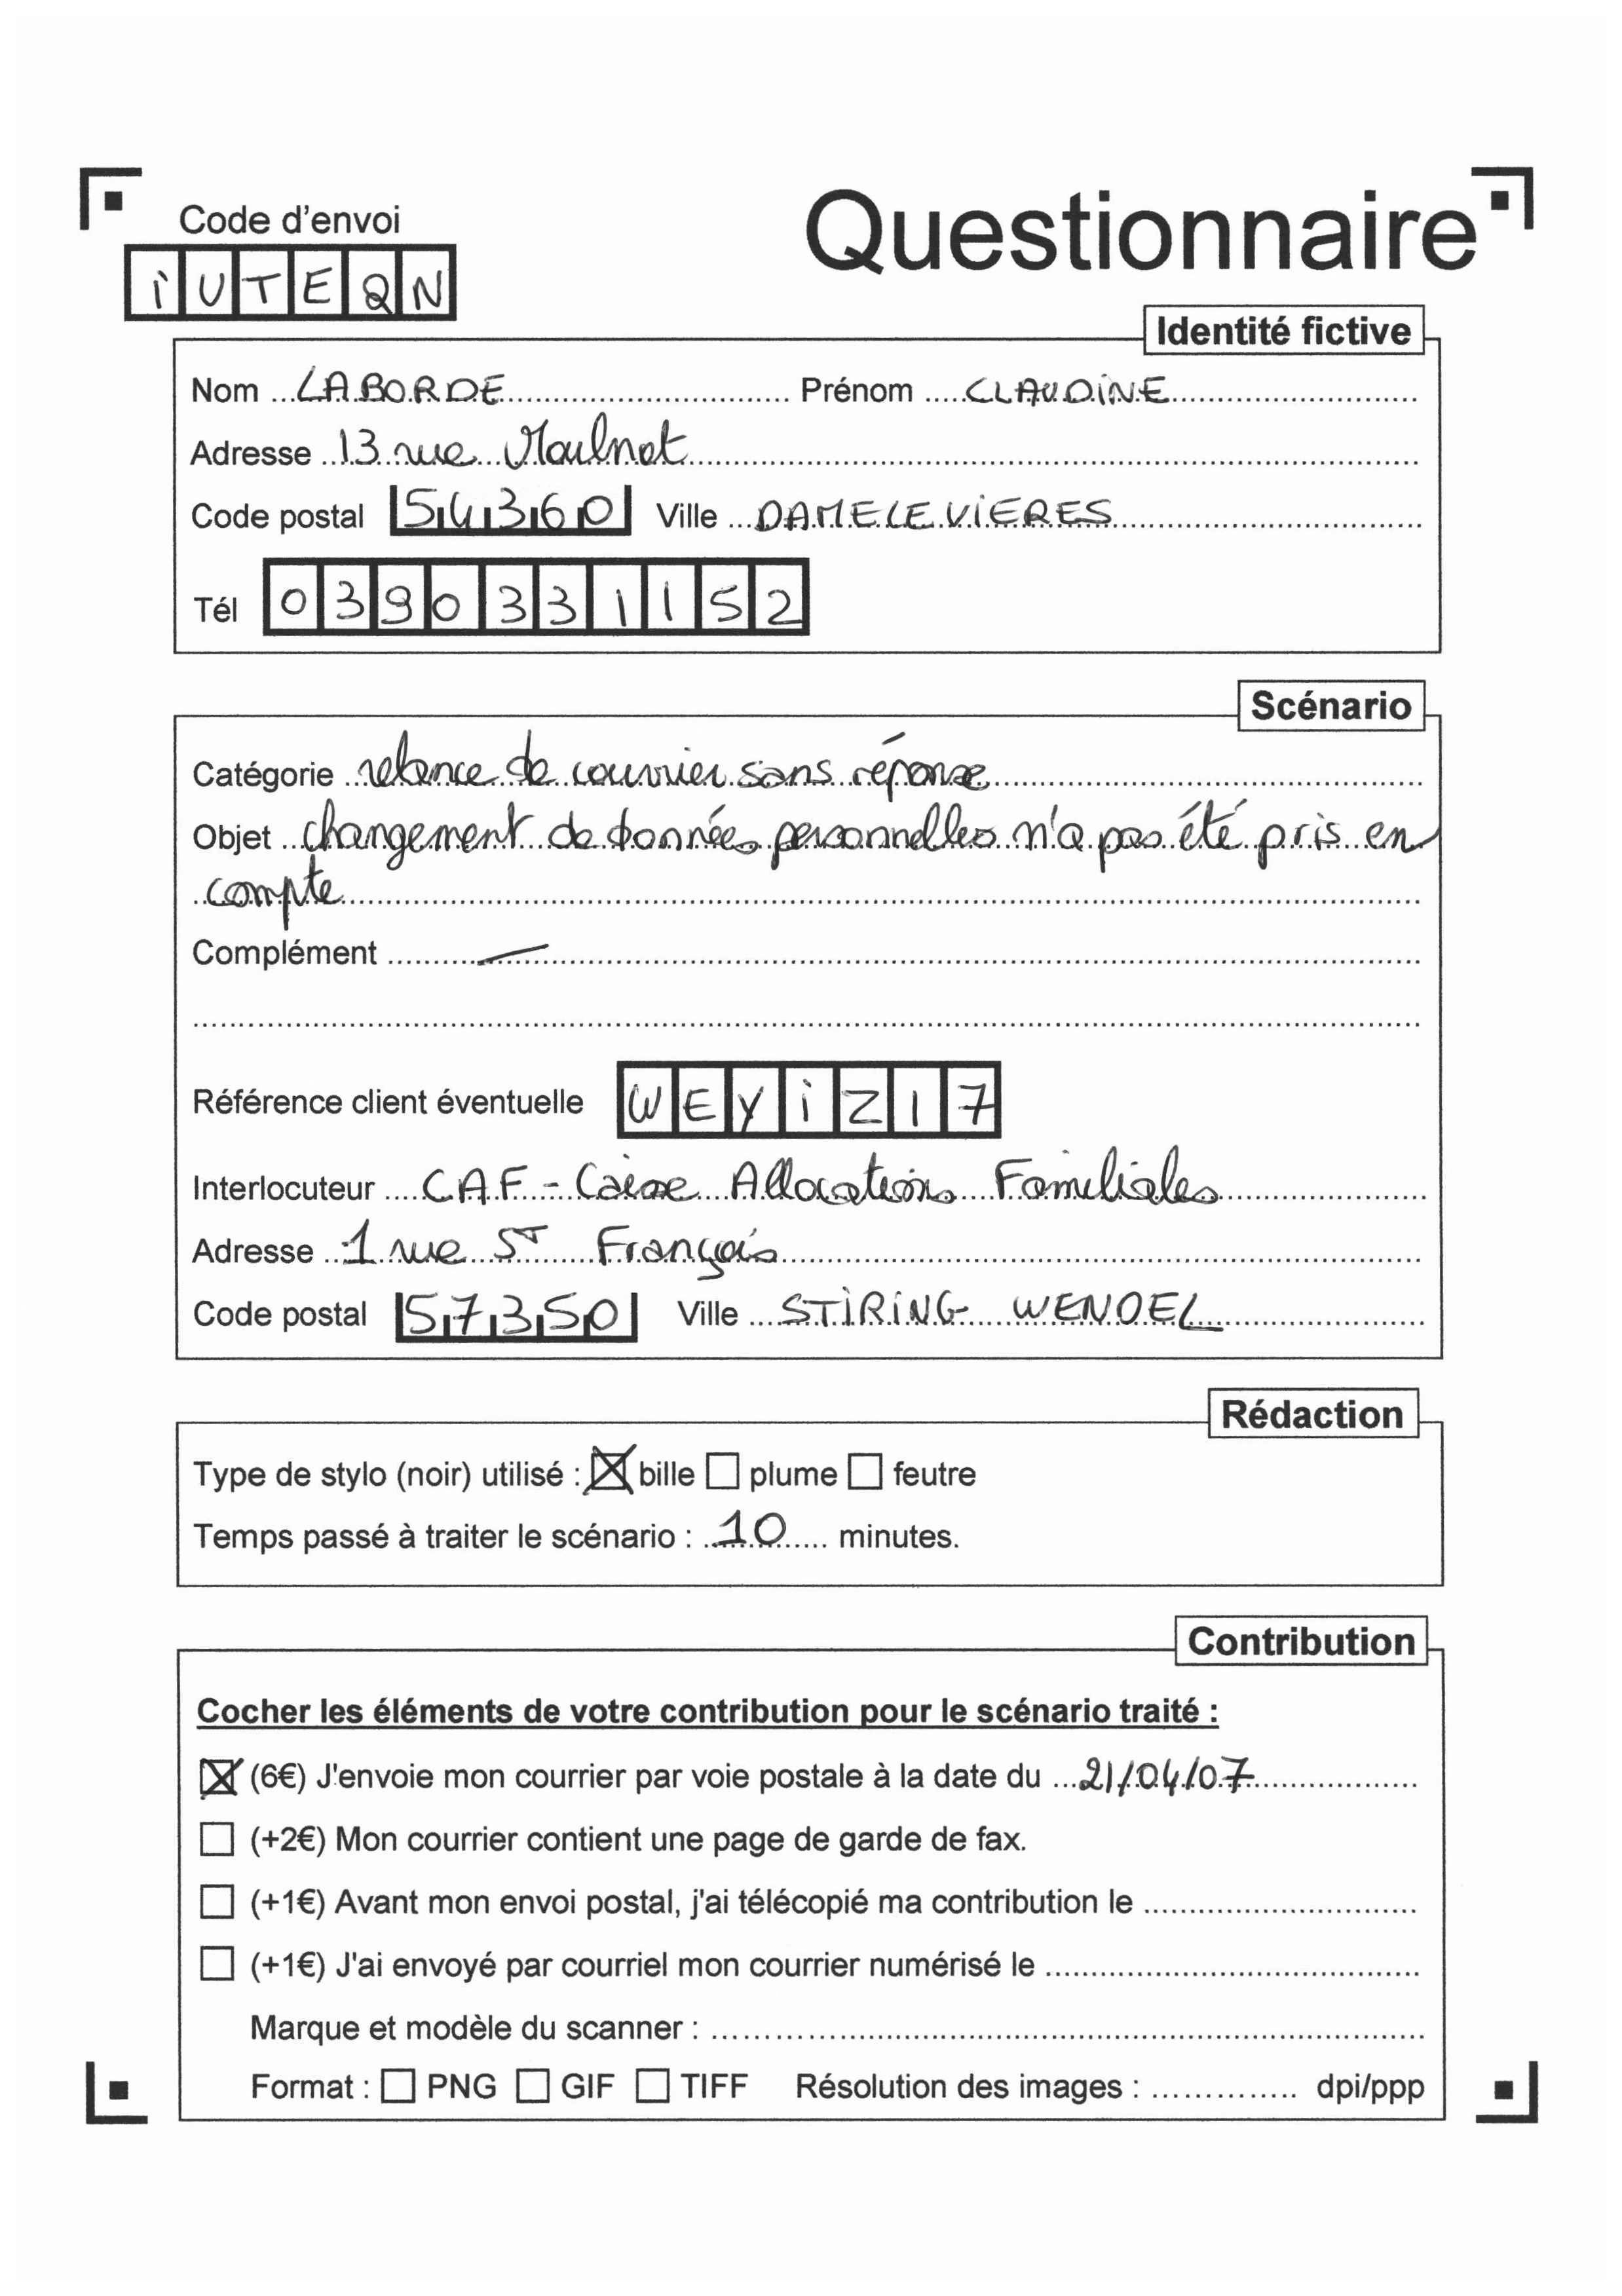 Code d'envoi
Questionnaire
iUTEQN
Identité fictive
Nom LABORDE Prénom CLAUDiNE
Adresse 13 rue Moulnot
Code postal 54360 Ville DAMELEViERES
Tél 0390331152
Scénario
Catégorie relance de courrier sans réponse
Objet changement de données personnelles n'a pas été pris en
compte
Complément —
Référence client éventuelle WEYiZ17
Interlocuteur CAF - Caisse Allocations Familiales
Adresse 1 rue ST François
Code postal 57350 Ville STiRiNG WENDEL
Rédaction
Type de stylo (noir) utilisé : ☒ bille ☐ plume ☐ feutre
Temps passé à traiter le scénario : 10 minutes.
Contribution
Cocher les éléments de votre contribution pour le scénario traité :
☒ (6€) J'envoie mon courrier par voie postale à la date du 21/04/07
☐ (+2€) Mon courrier contient une page de garde de fax.
☐ (+1€) Avant mon envoi postal, j'ai télécopié ma contribution le
☐ (+1€) J'ai envoyé par courriel mon courrier numérisé le
Marque et modèle du scanner :
Format : ☐ PNG ☐ GIF ☐ TIFF Résolution des images : dpi/ppp